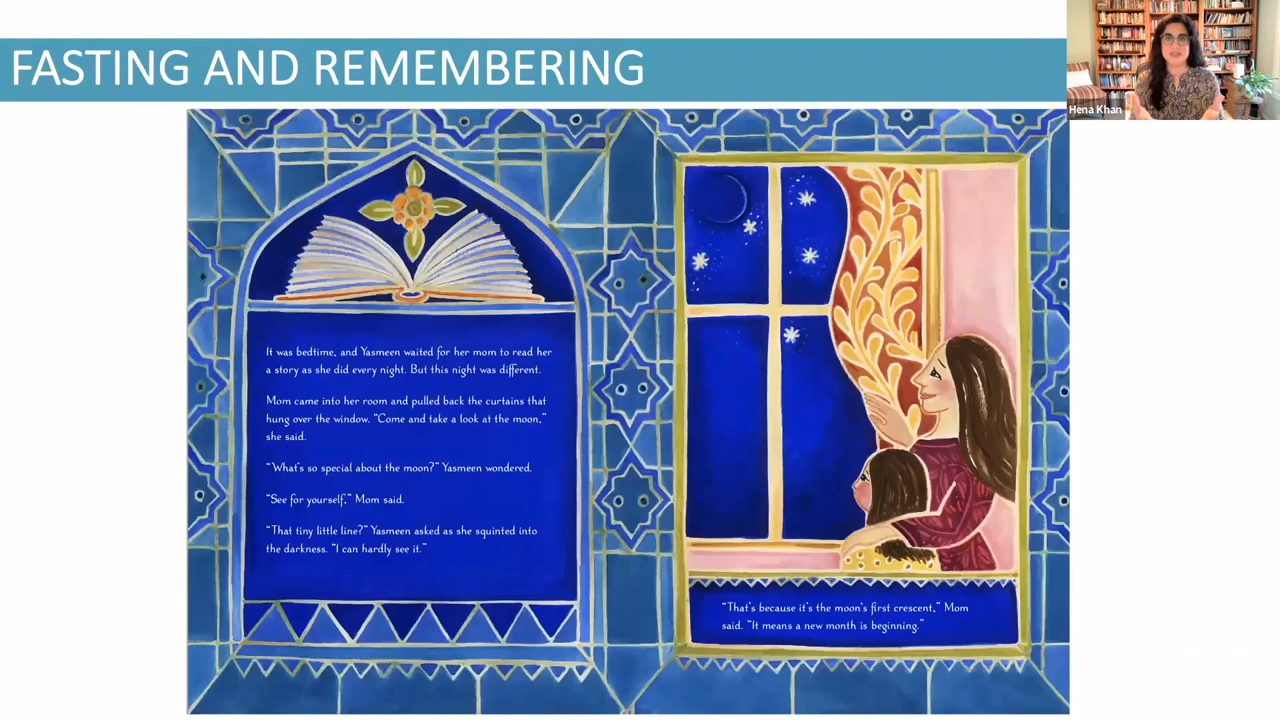 FASTING AND REMEMBERING
Hena Khan
It was bedtime, and Yasmeen waited for her mom to read her
a story as she did every night. But this night was different.
Mom came into her room and pulled back the curtains that
hung over the window. “Come and take a look at the moon,”
she said.
“What’s so special about the moon?” Yasmeen wondered.
“See for yourself,” Mom said.
“That tiny little line?” Yasmeen asked as she squinted into
the darkness. “I can hardly see it.”
“That’s because it’s the moon’s first crescent,” Mom
said. “It means a new month is beginning.”